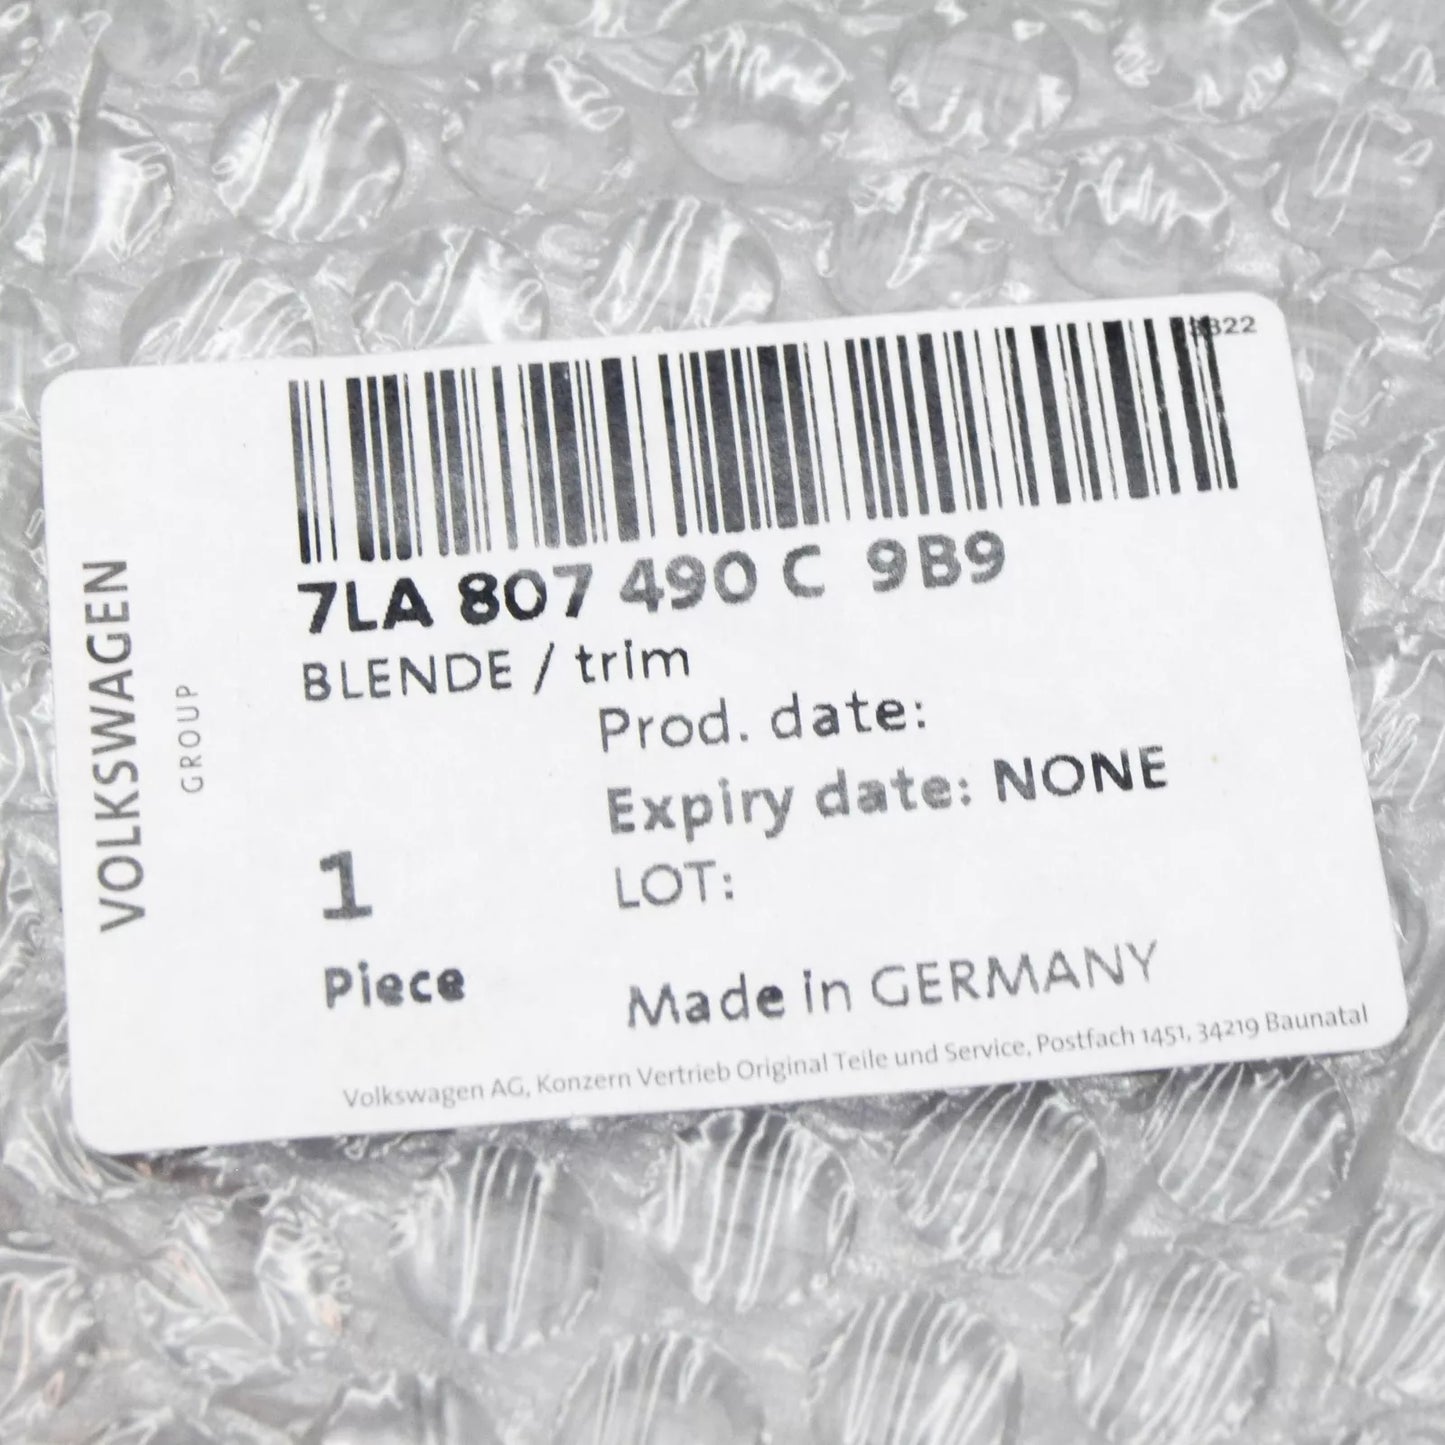 VOLKSWAGEN
GROUP
7LA 807 490 C 9B9
BLENDE / trim
Prod. date:
Expiry date: NONE
LOT:
1
Piece
Made in GERMANY
Volkswagen AG, Konzern Vertrieb Original Teile und Service, Postfach 1451, 34219 Baunatal